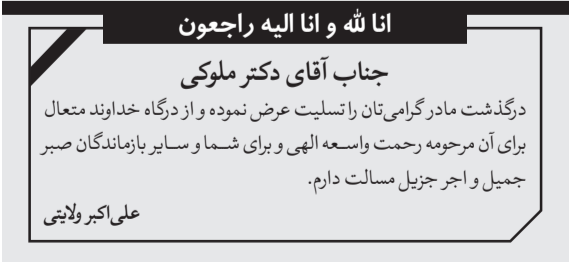 انا لله و انا الیه راجعون
جناب آقای دکتر ملوکی
درگذشت مادر گرامی‌تان را تسلیت عرض نموده و از درگاه خداوند متعال
برای آن مرحومه رحمت واسعه الهی و برای شما و سایر بازماندگان صبر
جمیل و اجر جزیل مسالت دارم.
علی‌اکبر ولایتی